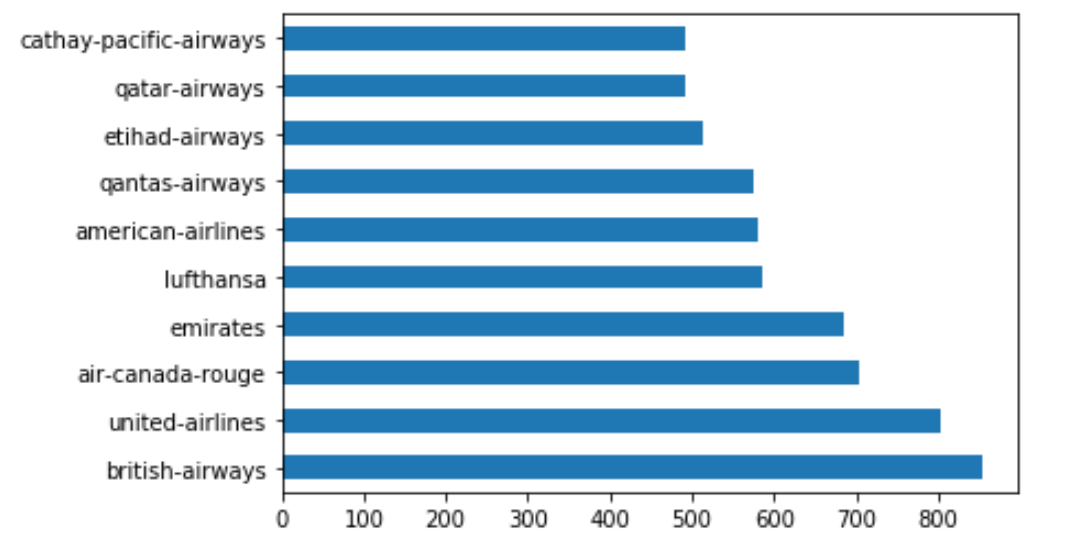 cathay-pacific-airways
qatar-airways
etihad-airways
qantas-airways
american-airlines
lufthansa
emirates
air-canada-rouge
united-airlines
british-airways
0 100 200 300 400 500 600 700 800